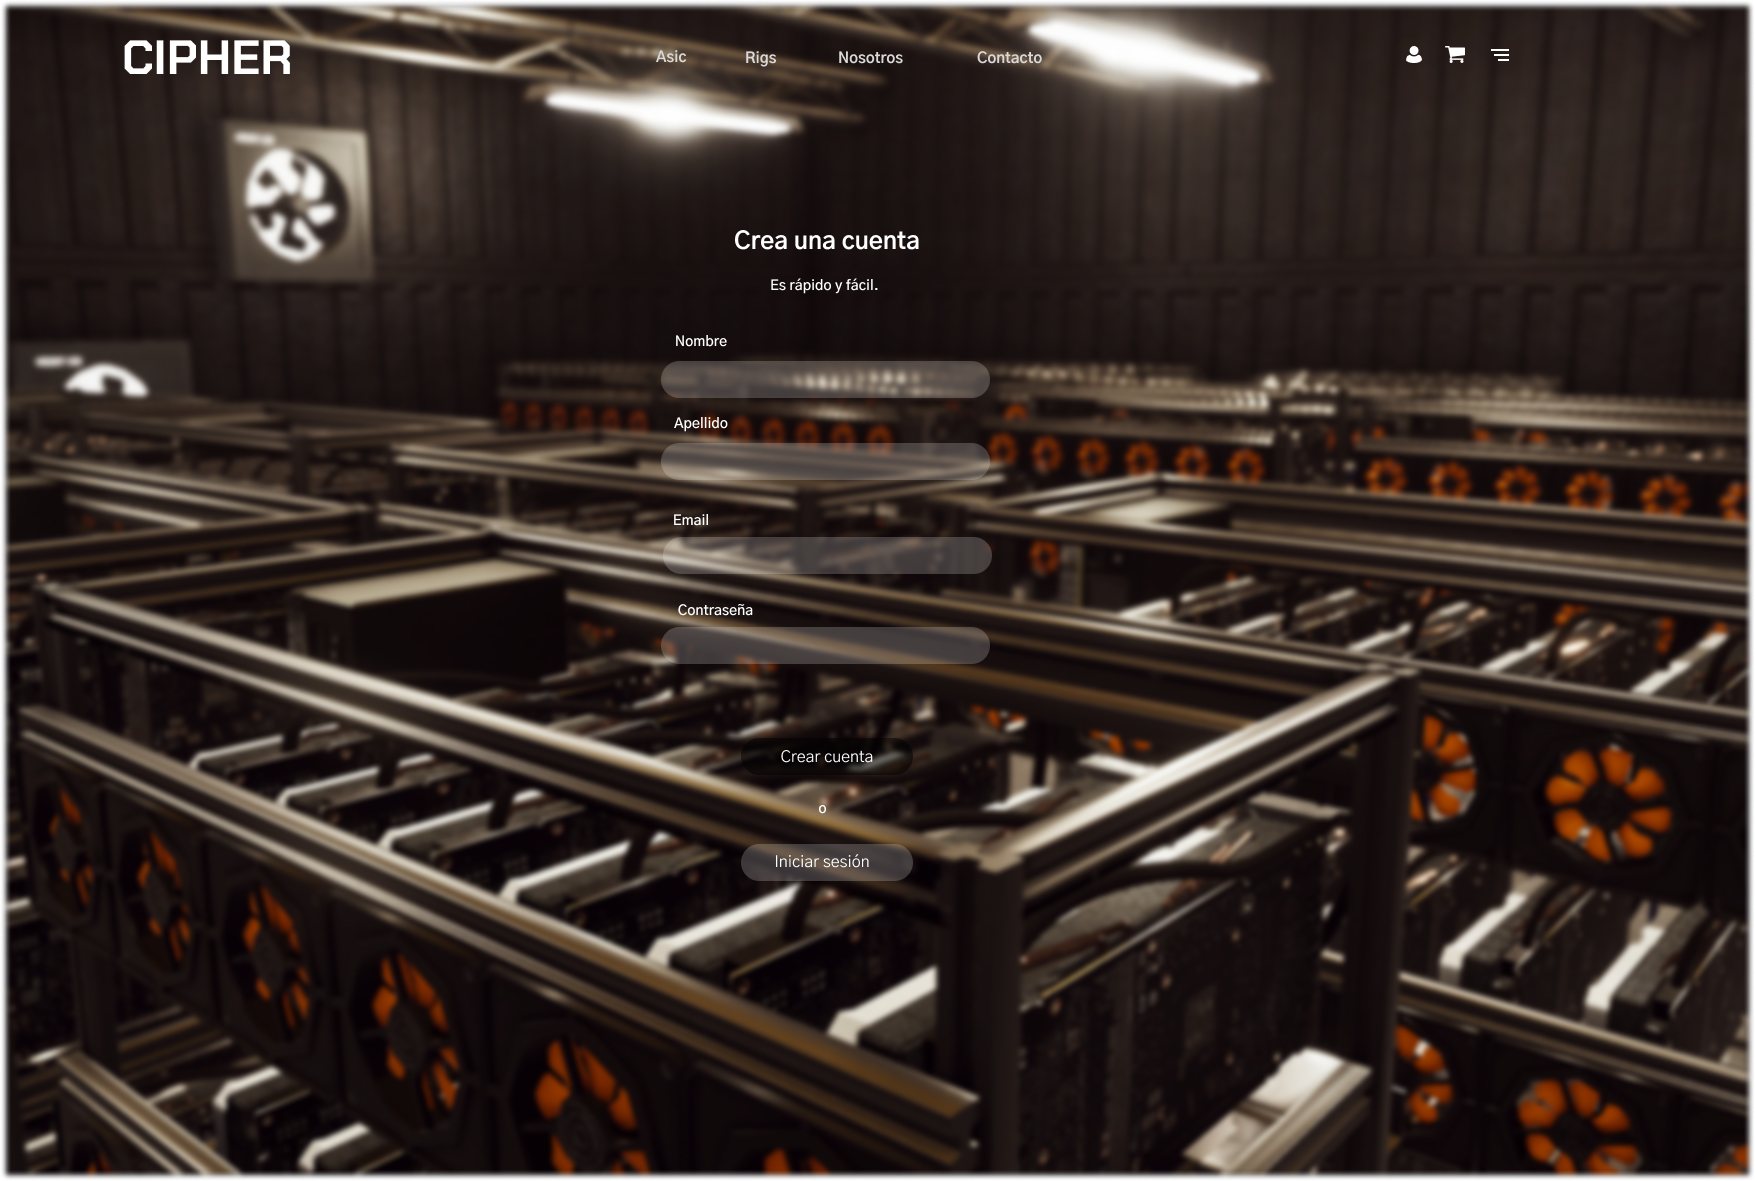 CIPHER
Asic
Rigs
Nosotros
Contacto
Crea una cuenta
Es rápido y fácil.
Nombre
Apellido
Email
Contraseña
Crear cuenta
o
Iniciar sesión